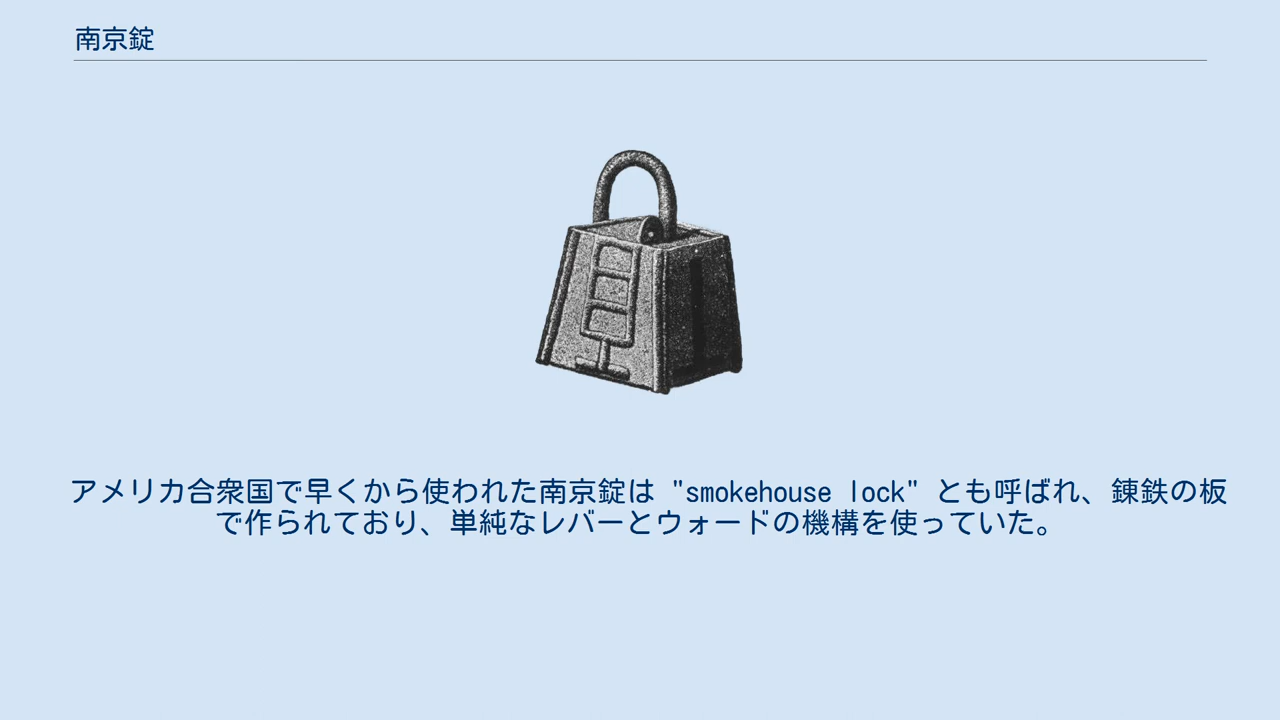 南京錠
アメリカ合衆国で早くから使われた南京錠は "smokehouse lock" とも呼ばれ、錬鉄の板
で作られており、単純なレバーとウォードの機構を使っていた。